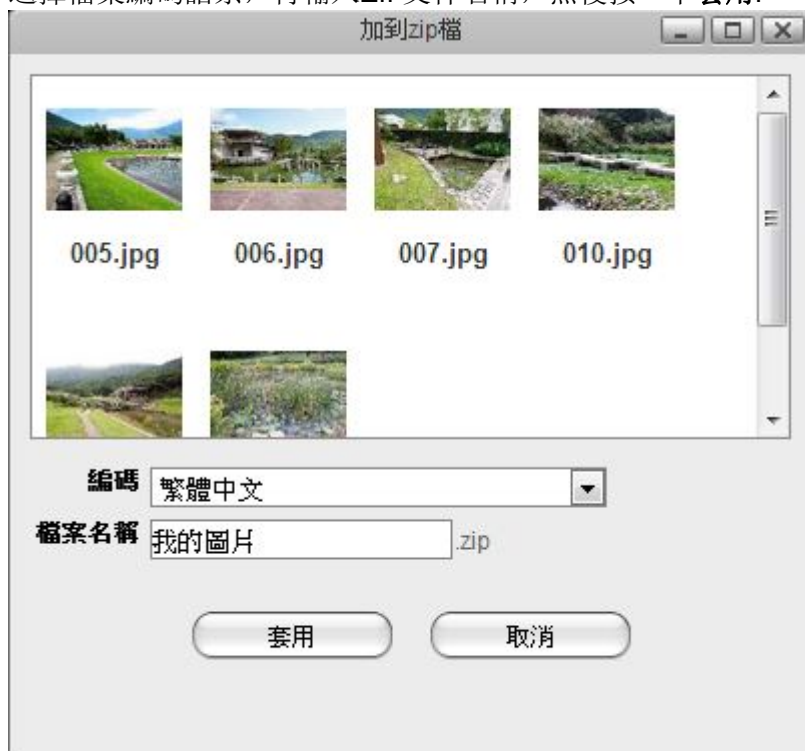 加到zip檔
005.jpg 006.jpg 007.jpg 010.jpg
編碼 繁體中文
檔案名稱 我的圖片 .zip
套用 取消